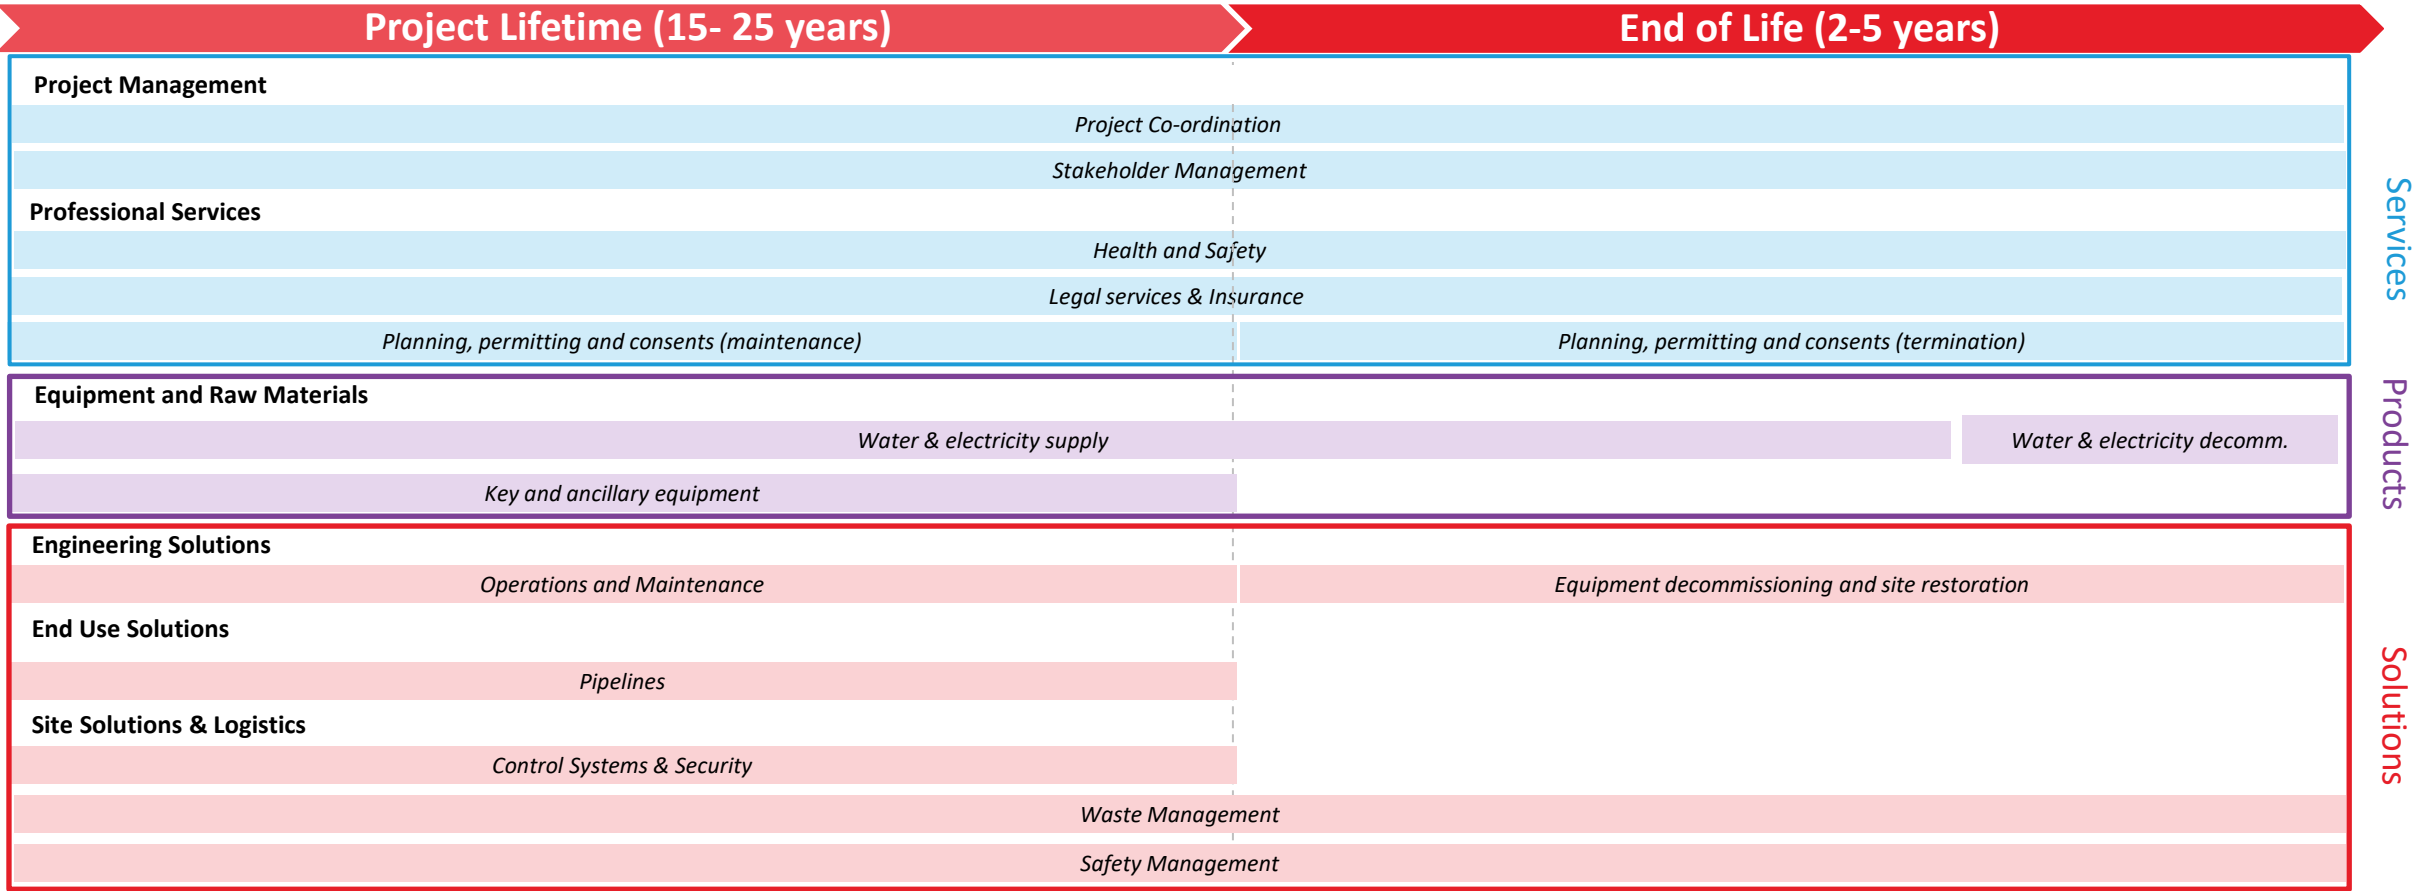 Project Lifetime (15- 25 years)
End of Life (2-5 years)
Project Management
Project Co-ordination
Stakeholder Management
Professional Services
Health and Safety
Legal services & Insurance
Planning, permitting and consents (maintenance)
Planning, permitting and consents (termination)
Services
Equipment and Raw Materials
Water & electricity supply
Water & electricity decomm.
Key and ancillary equipment
Products
Engineering Solutions
Operations and Maintenance
Equipment decommissioning and site restoration
End Use Solutions
Pipelines
Site Solutions & Logistics
Control Systems & Security
Waste Management
Safety Management
Solutions